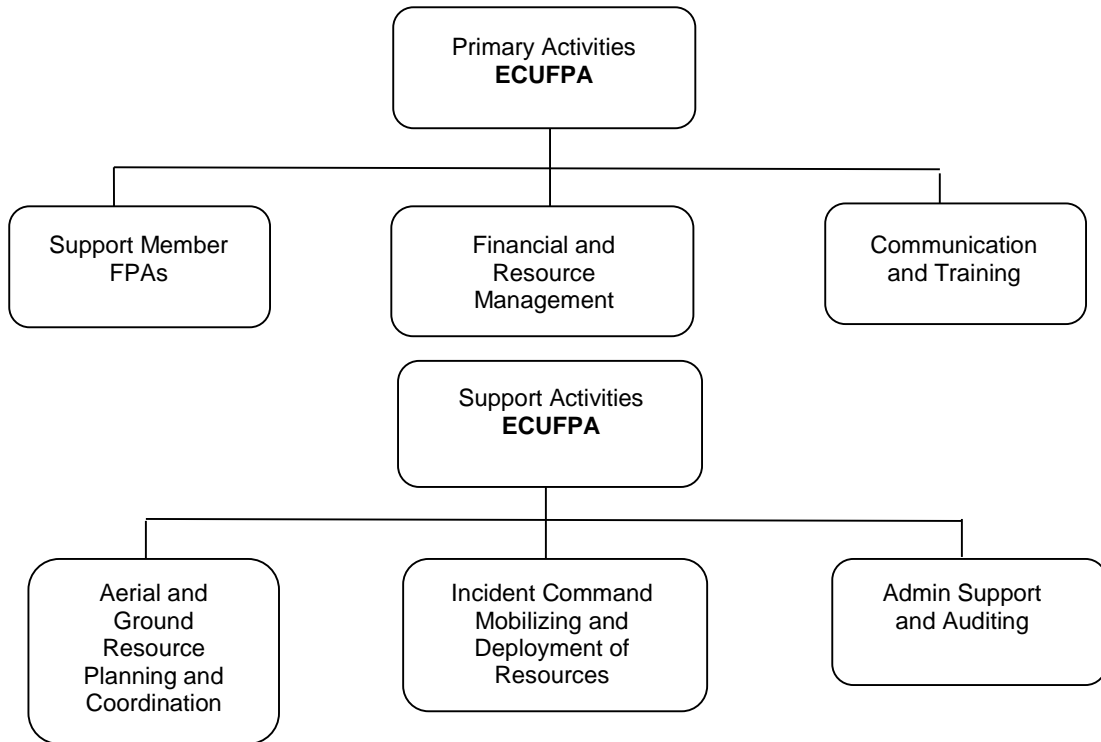 Primary Activities
ECUFPA
Support Member
FPAs
Financial and
Resource
Management
Communication
and Training
Support Activities
ECUFPA
Aerial and
Ground
Resource
Planning and
Coordination
Incident Command
Mobilizing and
Deployment of
Resources
Admin Support
and Auditing